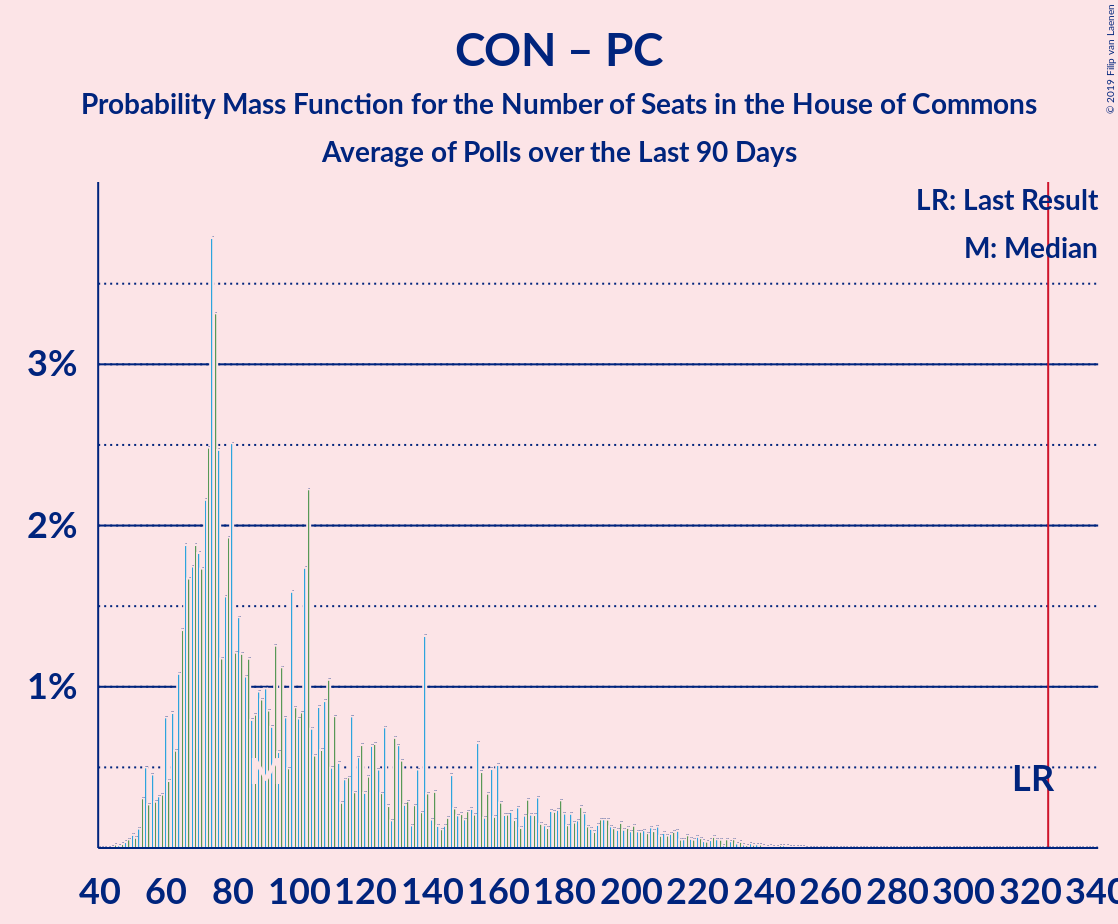 CON – PC
Probability Mass Function for the Number of Seats in the House of Commons
Average of Polls over the Last 90 Days
© 2019 Filip van Laenen
LR: Last Result
M: Median
3%
2%
1%
M
LR
40 60 80 100 120 140 160 180 200 220 240 260 280 300 320 340